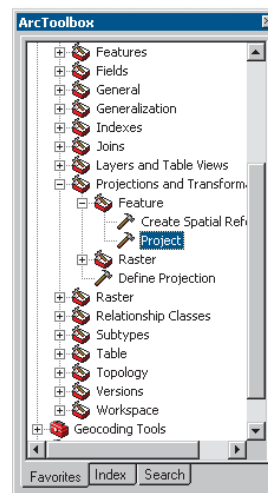 ArcToolbox
Features
Fields
General
Generalization
Indexes
Joins
Layers and Table Views
Projections and Transform
Feature
Create Spatial Ref
Project
Raster
Define Projection
Raster
Relationship Classes
Subtypes
Table
Topology
Versions
Workspace
Geocoding Tools
Favorites Index Search